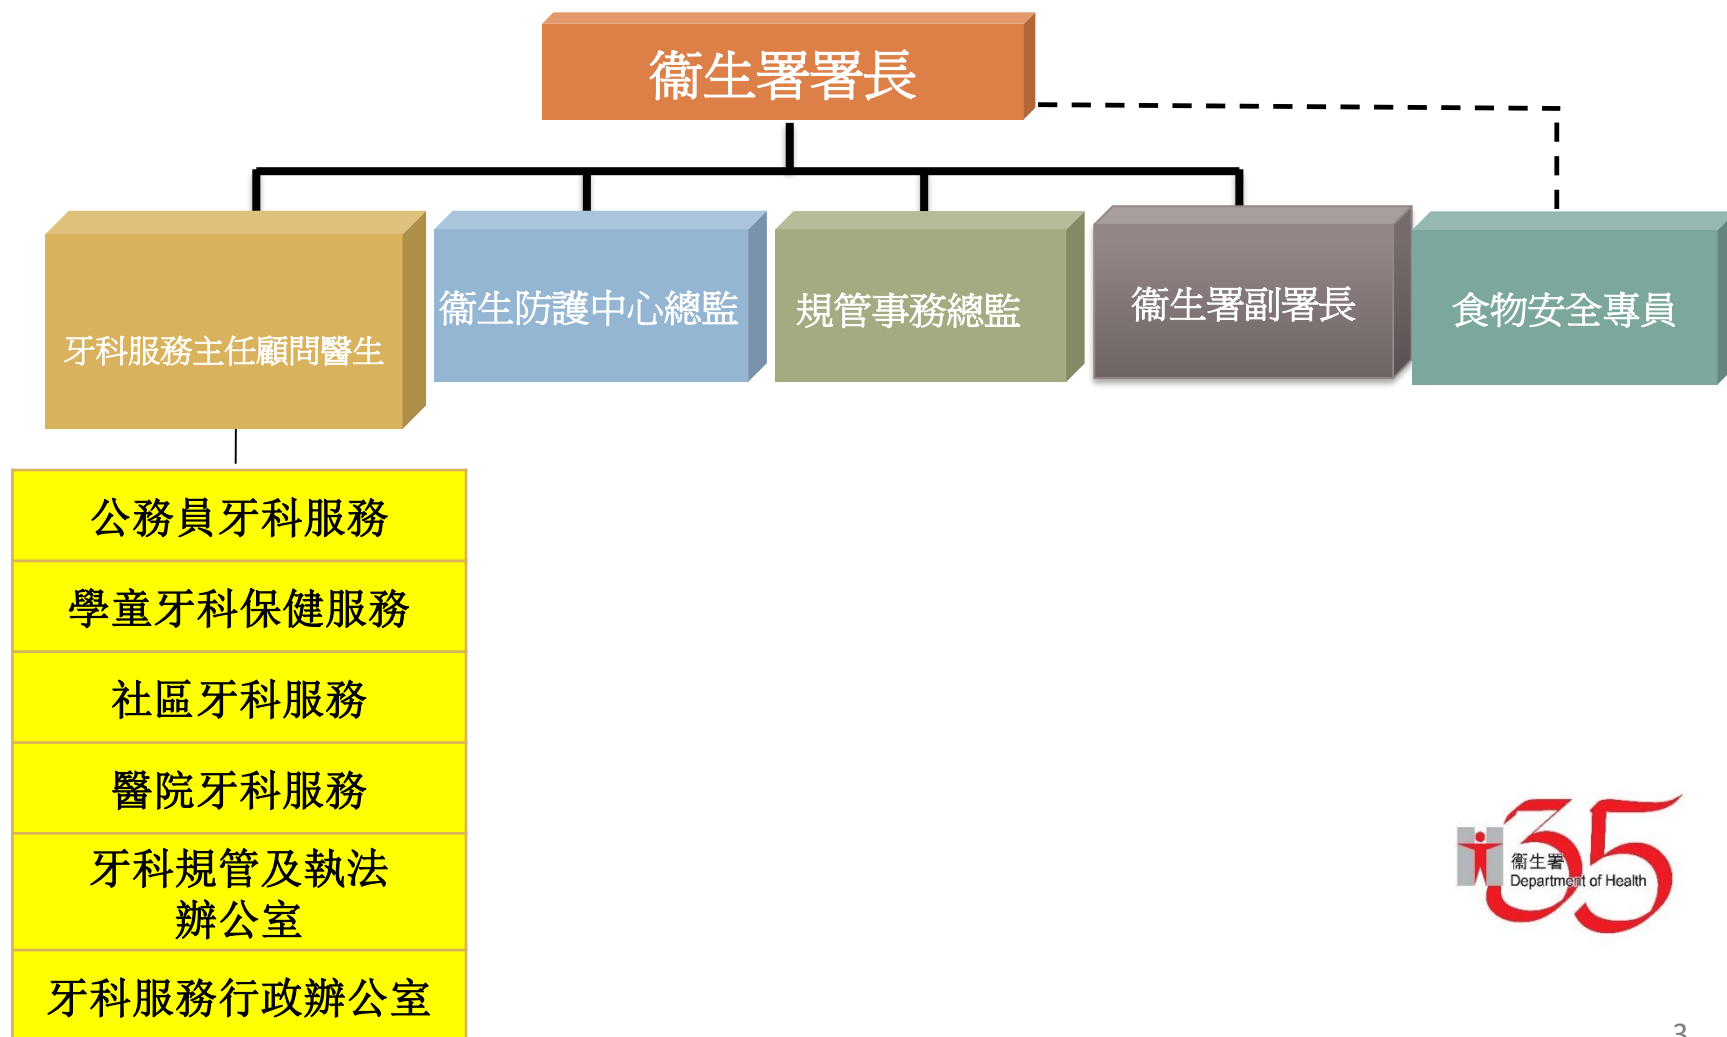 衞生署署長
牙科服務主任顧問醫生
衞生防護中心總監
規管事務總監
衞生署副署長
食物安全專員
公務員牙科服務
學童牙科保健服務
社區牙科服務
醫院牙科服務
牙科規管及執法
辦公室
牙科服務行政辦公室
35
衞生署
Department of Health
3